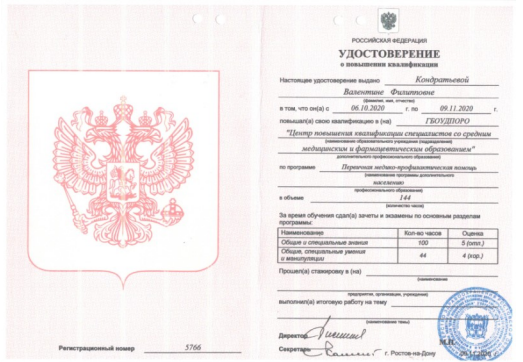 РОССИЙСКАЯ ФЕДЕРАЦИЯ
УДОСТОВЕРЕНИЕ
о повышении квалификации
Настоящее удостоверение выдано Кондратьевой
Валентине Филипповне
(фамилия, имя, отчество)
в том, что он(а) с 06.10.2020 г. по 09.11.2020 г.
повышал(а) свою квалификацию в (на) ГБОУДПОРО
"Центр повышения квалификации специалистов со средним
(наименование образовательного учреждения (подразделения)
медицинским и фармацевтическим образованием"
дополнительного профессионального образования)
по программе Первичная медико-профилактическая помощь
(наименование программы дополнительного
населению
профессионального образования)
в объеме 144
(количество часов)
За время обучения сдал(а) зачеты и экзамены по основным разделам
программы:
Наименование Кол-во часов Оценка
Общие и специальные знания 100 5 (отл.)
Общие, специальные умения и манипуляции 44 4 (хор.)
Прошел(а) стажировку в (на)
(наименование
предприятия, организации, учреждения)
выполнил(а) итоговую работу на тему
(наименование темы)
Директор
М.П.
Секретарь
г. Ростов-на-Дону
Регистрационный номер 5766